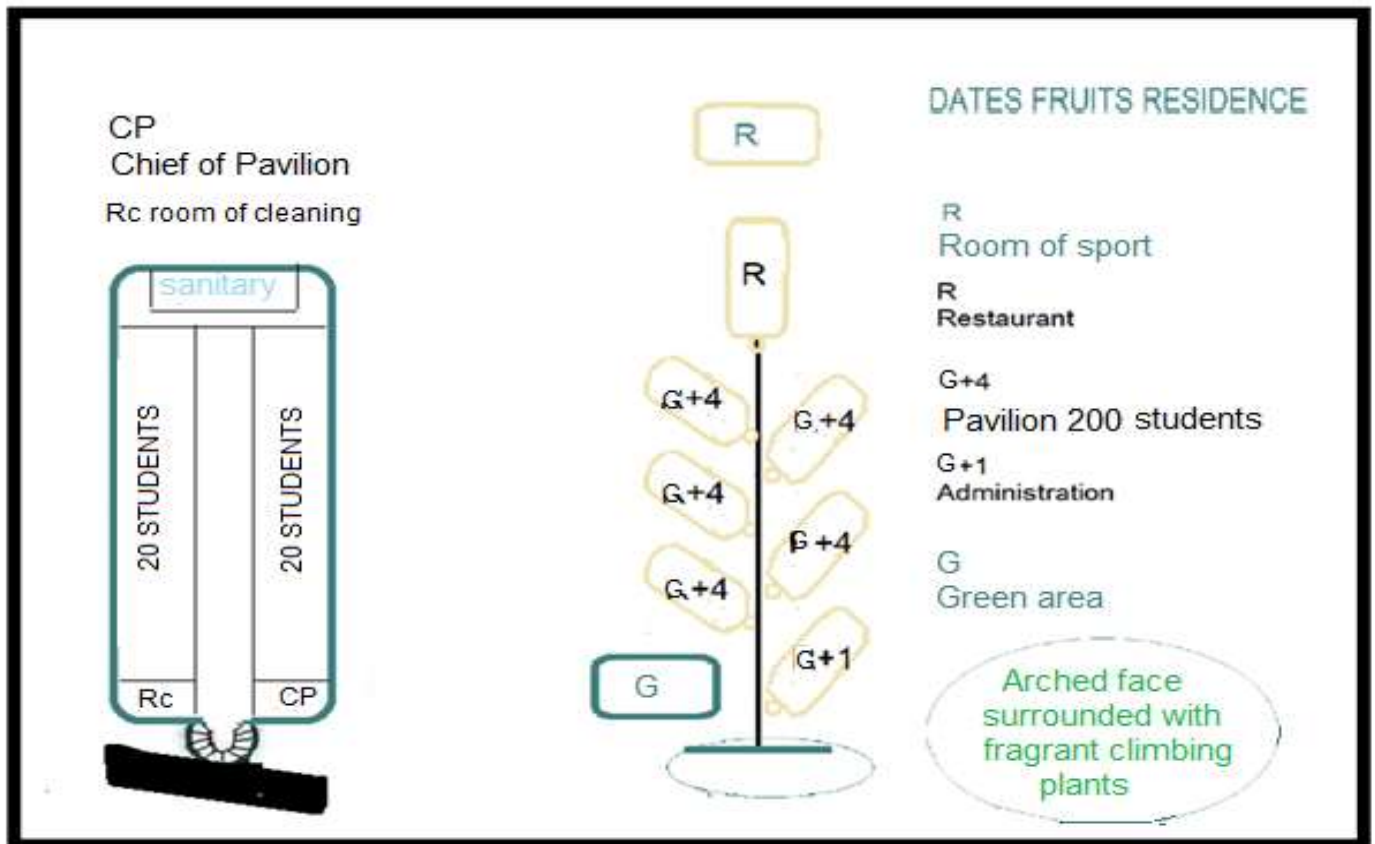 CP
Chief of Pavilion
Rc room of cleaning
sanitary
20 STUDENTS
20 STUDENTS
Rc
CP
R
R
G+4
G+4
G+4
G+4
G+4
G+1
G
DATES FRUITS RESIDENCE
R
Room of sport
R
Restaurant
G+4
Pavilion 200 students
G+1
Administration
G
Green area
Arched face
surrounded with
fragrant climbing
plants